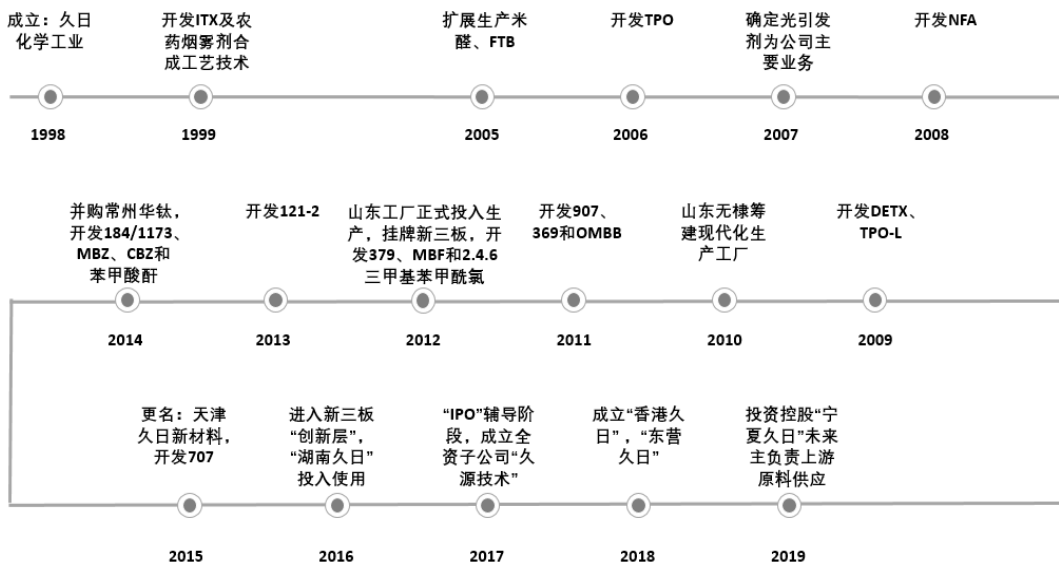 成立：久日
化学工业
1998
开发ITX及农
药烟雾剂合
成工艺技术
1999
扩展生产米
醛、FTB
2005
开发TPO
2006
确定光引发
剂为公司主
要业务
2007
开发NFA
2008
并购常州华钛，
开发184/1173、
MBZ、CBZ和
苯甲酸酐
2014
开发121-2
2013
山东工厂正式投入生
产，挂牌新三板，开
发379、MBF和2.4.6
三甲基苯甲酰氯
2012
开发907、
369和OMBB
2011
山东无棣筹
建现代化生
产工厂
2010
开发DETX、
TPO-L
2009
更名：天津
久日新材料，
开发707
2015
进入新三板
“创新层”，
“湖南久日”
投入使用
2016
“IPO”辅导阶
段，成立全
资子公司“久
源技术”
2017
成立“香港久
日”，“东营
久日”
2018
投资控股“宁
夏久日”未来
主负责上游
原料供应
2019